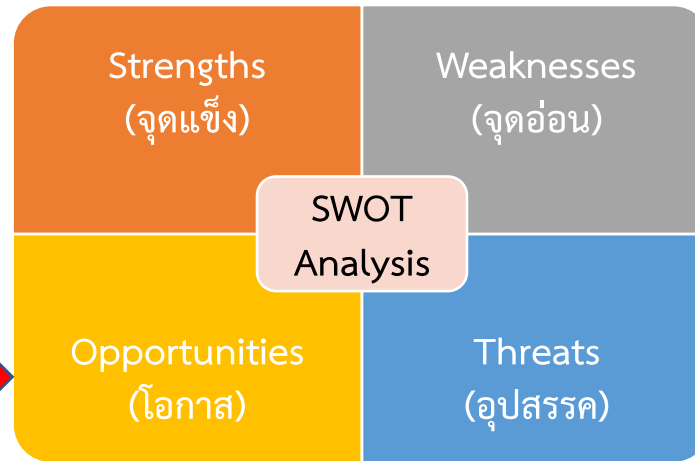 Strengths
(จุดแข็ง)
Weaknesses
(จุดอ่อน)
SWOT
Analysis
Opportunities
(โอกาส)
Threats
(อุปสรรค)